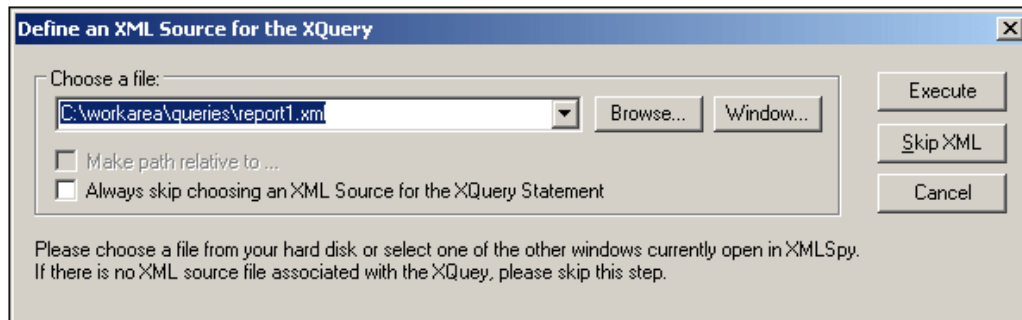 Define an XML Source for the XQuery
Choose a file:
C:\workarea\queries\report1.xml
Browse...
Window...
Make path relative to ...
Always skip choosing an XML Source for the XQuery Statement
Execute
Skip XML
Cancel
Please choose a file from your hard disk or select one of the other windows currently open in XMLSpy.
If there is no XML source file associated with the XQuey, please skip this step.